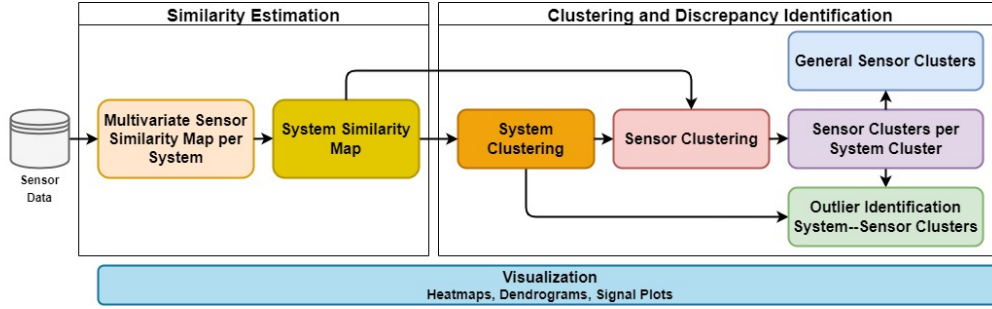 Similarity Estimation
Clustering and Discrepancy Identification
Sensor
Data
Multivariate Sensor
Similarity Map per
System
System Similarity
Map
System
Clustering
Sensor Clustering
General Sensor Clusters
Sensor Clusters per
System Cluster
Outlier Identification
System--Sensor Clusters
Visualization
Heatmaps, Dendrograms, Signal Plots